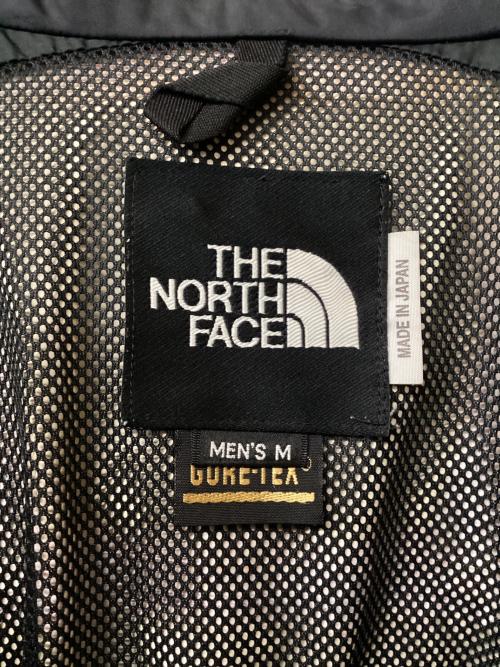 THE
NORTH
FACE
MADE IN JAPAN
MEN'S M
GORE-TEX